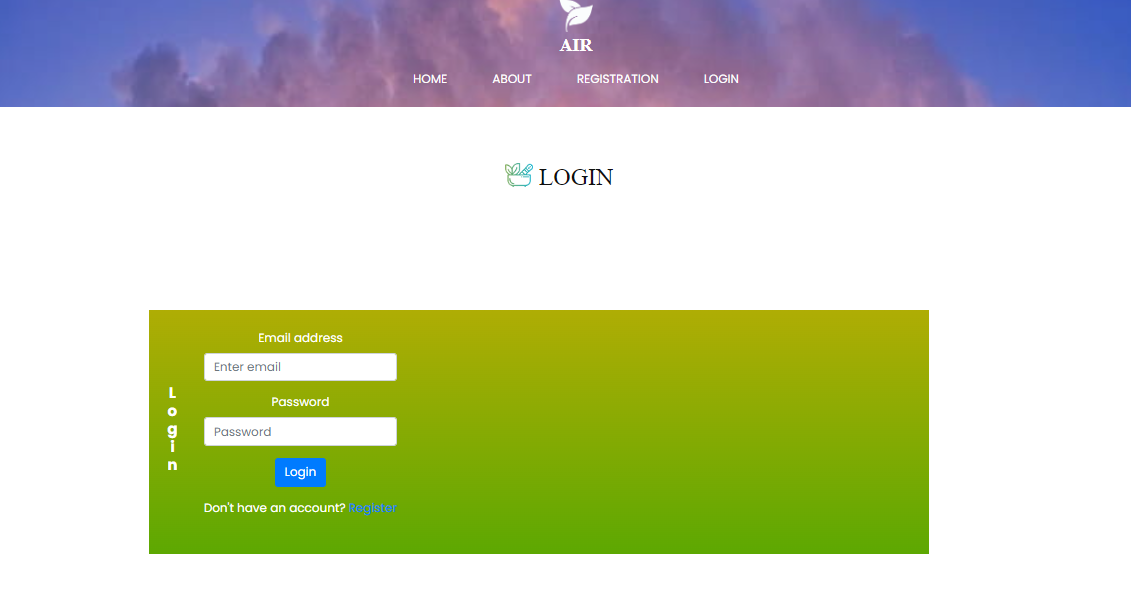 AIR
HOME ABOUT REGISTRATION LOGIN
LOGIN
Login
Email address
Enter email
Password
Password
Login
Don't have an account? Register